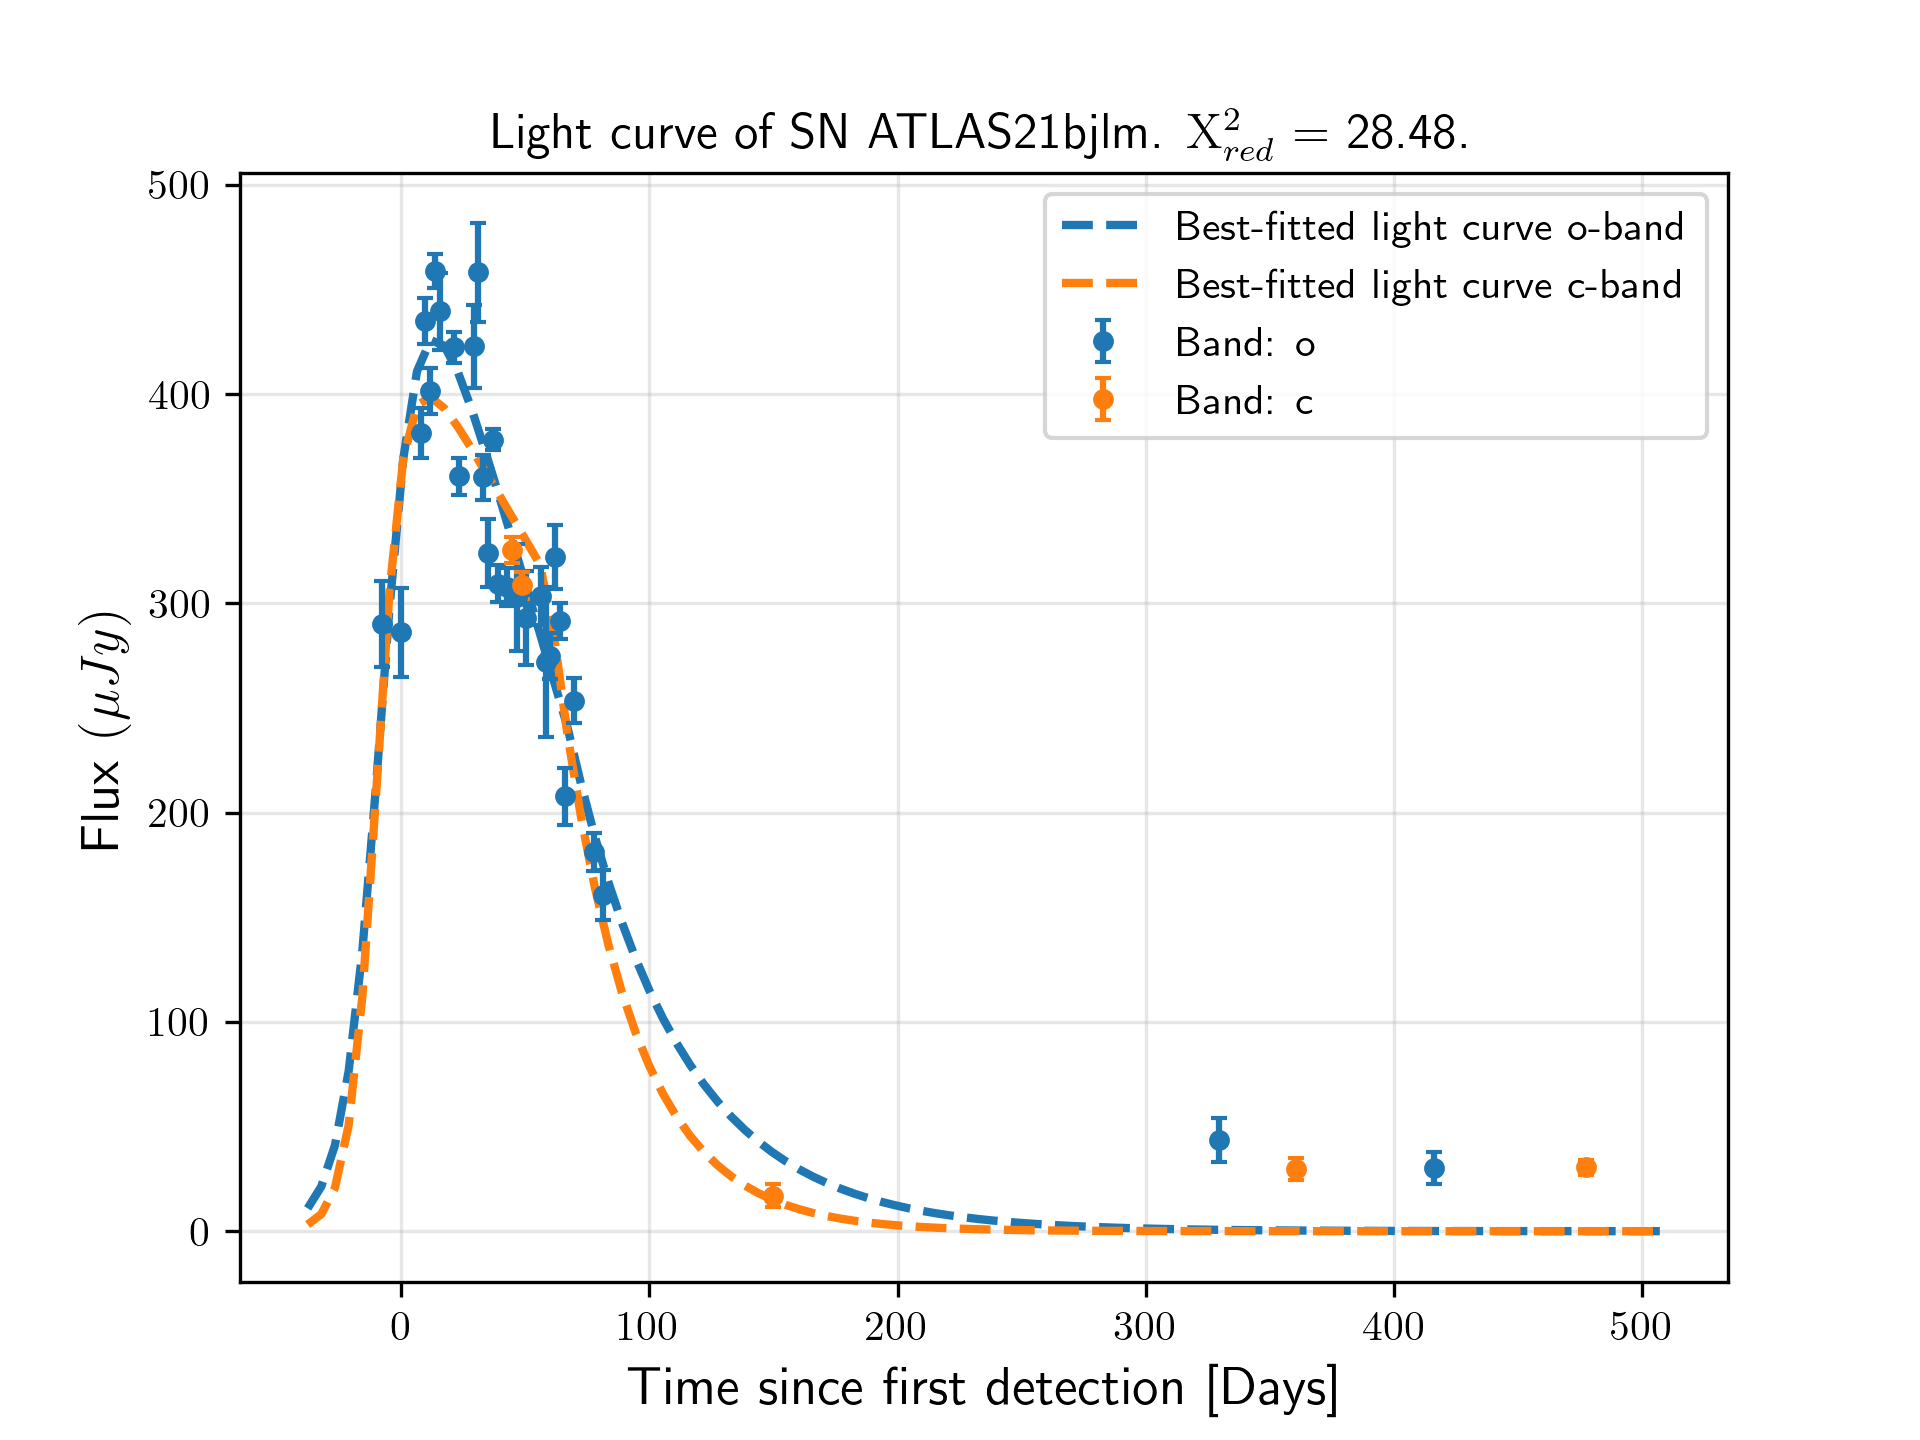 Light curve of SN ATLAS21bjlm. X²_red = 28.48.
500
400
300
200
100
0
Flux (μJy)
Best-fitted light curve o-band
Best-fitted light curve c-band
Band: o
Band: c
0 100 200 300 400 500
Time since first detection [Days]